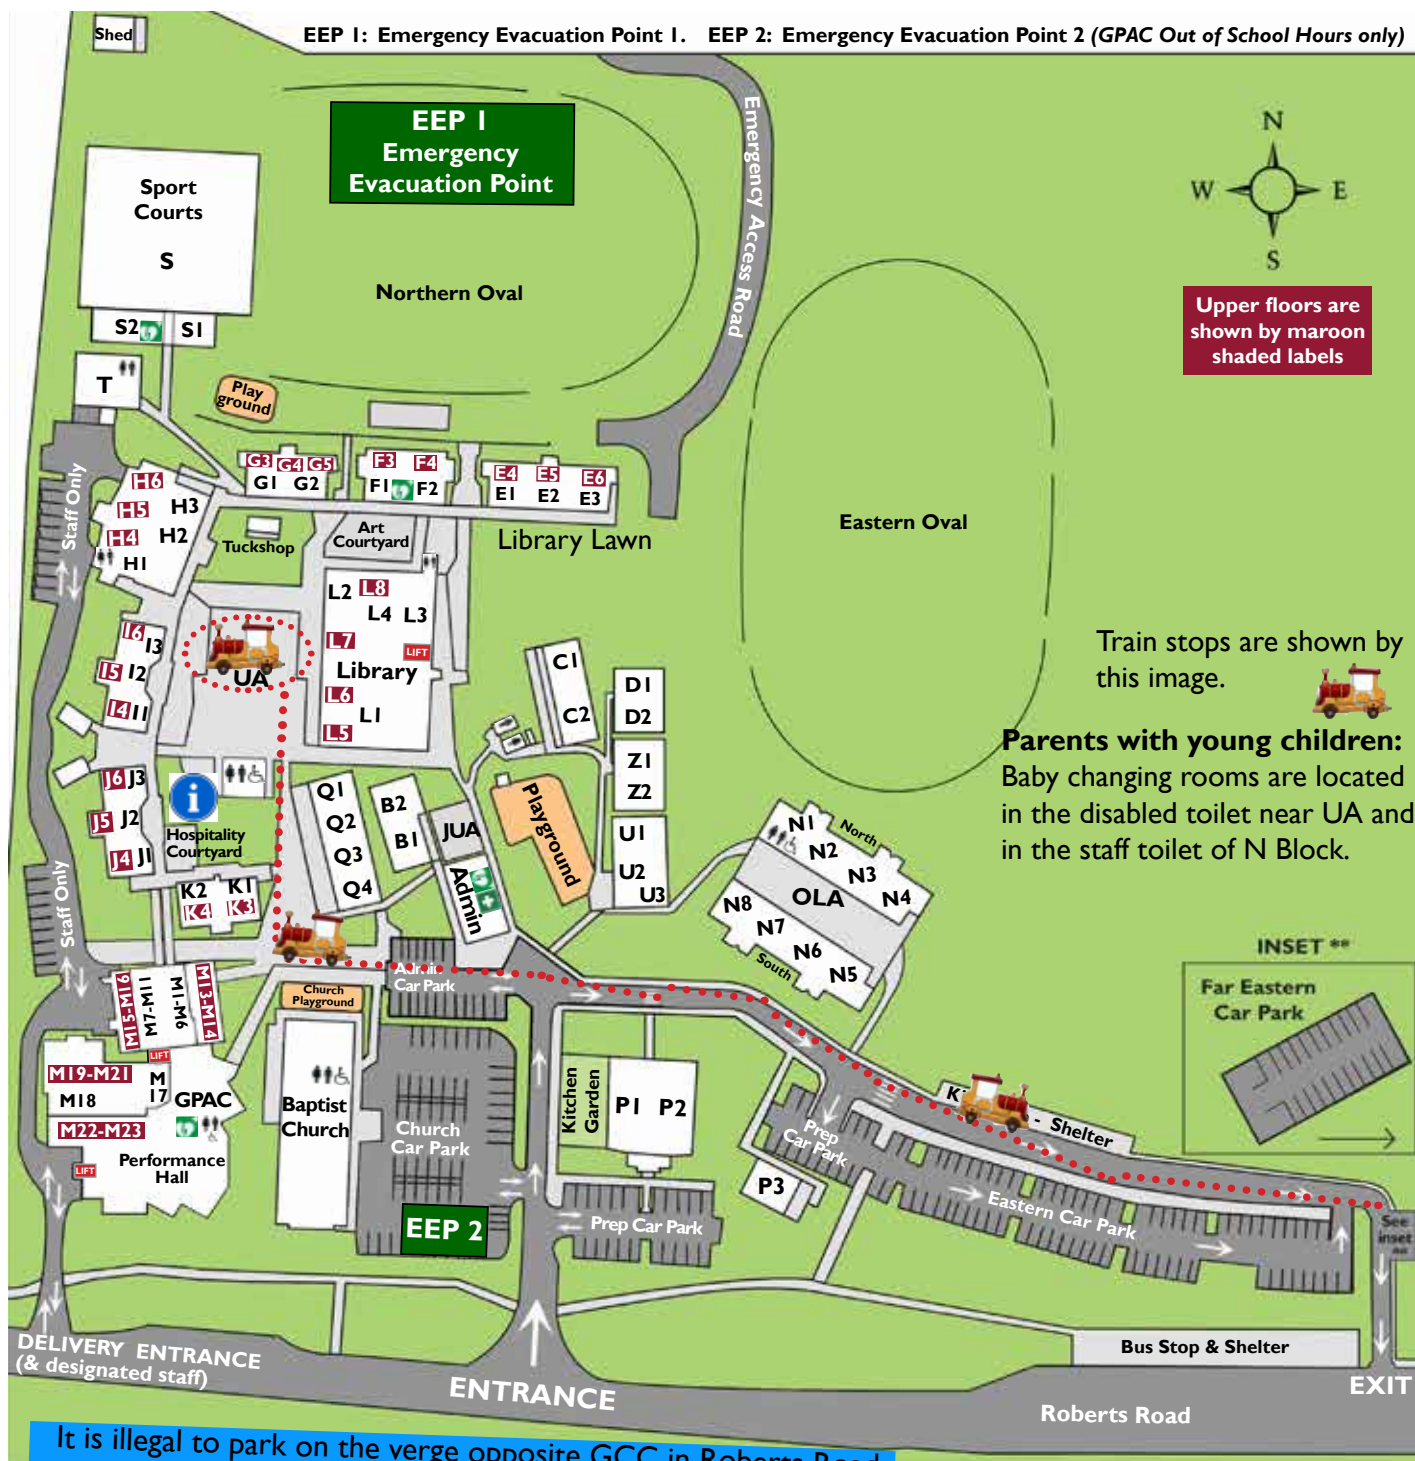 Shed
EEP 1: Emergency Evacuation Point 1. EEP 2: Emergency Evacuation Point 2 (GPAC Out of School Hours only)
EEP 1
Emergency
Evacuation Point
Emergency Access Road
N
W E
S
Sport
Courts
S
Northern Oval
Upper floors are
shown by maroon
shaded labels
S2 S1
T
Play
ground
Staff Only
G3 G4 G5
G1 G2
F3 F4
F1 F2
E4 E5 E6
E1 E2 E3
H6
H5 H3
H4 H2
H1
Tuckshop
Art
Courtyard
Library Lawn
Eastern Oval
L2 L8
L4 L3
L7
LIFT
Library
L6
L1
L5
I6 I3
I5 I2
I4 I1
UA
C1
C2
D1
D2
Z1
Z2
U1
U2
U3
Train stops are shown by
this image.
Parents with young children:
Baby changing rooms are located
in the disabled toilet near UA and
in the staff toilet of N Block.
J6 J3
J5 J2
J4 J1
i
Hospitality
Courtyard
Q1
Q2
Q3
Q4
B2
B1
JUA
Admin
Playground
K2 K1
K4 K3
N1
N2
N3
N4
North
OLA
N8
N7
N6
N5
South
Staff Only
INSET **
Far Eastern
Car Park
Admin
Car Park
Church
Playground
M15-M16
M7-M11
M1-M6
M13-M14
LIFT
M19-M21
M
17
M18
GPAC
M22-M23
Performance
Hall
LIFT
Baptist
Church
Church
Car Park
EEP 2
Kitchen
Garden
P1 P2
P3
Prep
Car Park
Prep Car Park
- Shelter
Eastern Car Park
See
inset
**
Bus Stop & Shelter
DELIVERY ENTRANCE
(& designated staff)
ENTRANCE
EXIT
Roberts Road
It is illegal to park on the verge opposite GCC in Roberts Road